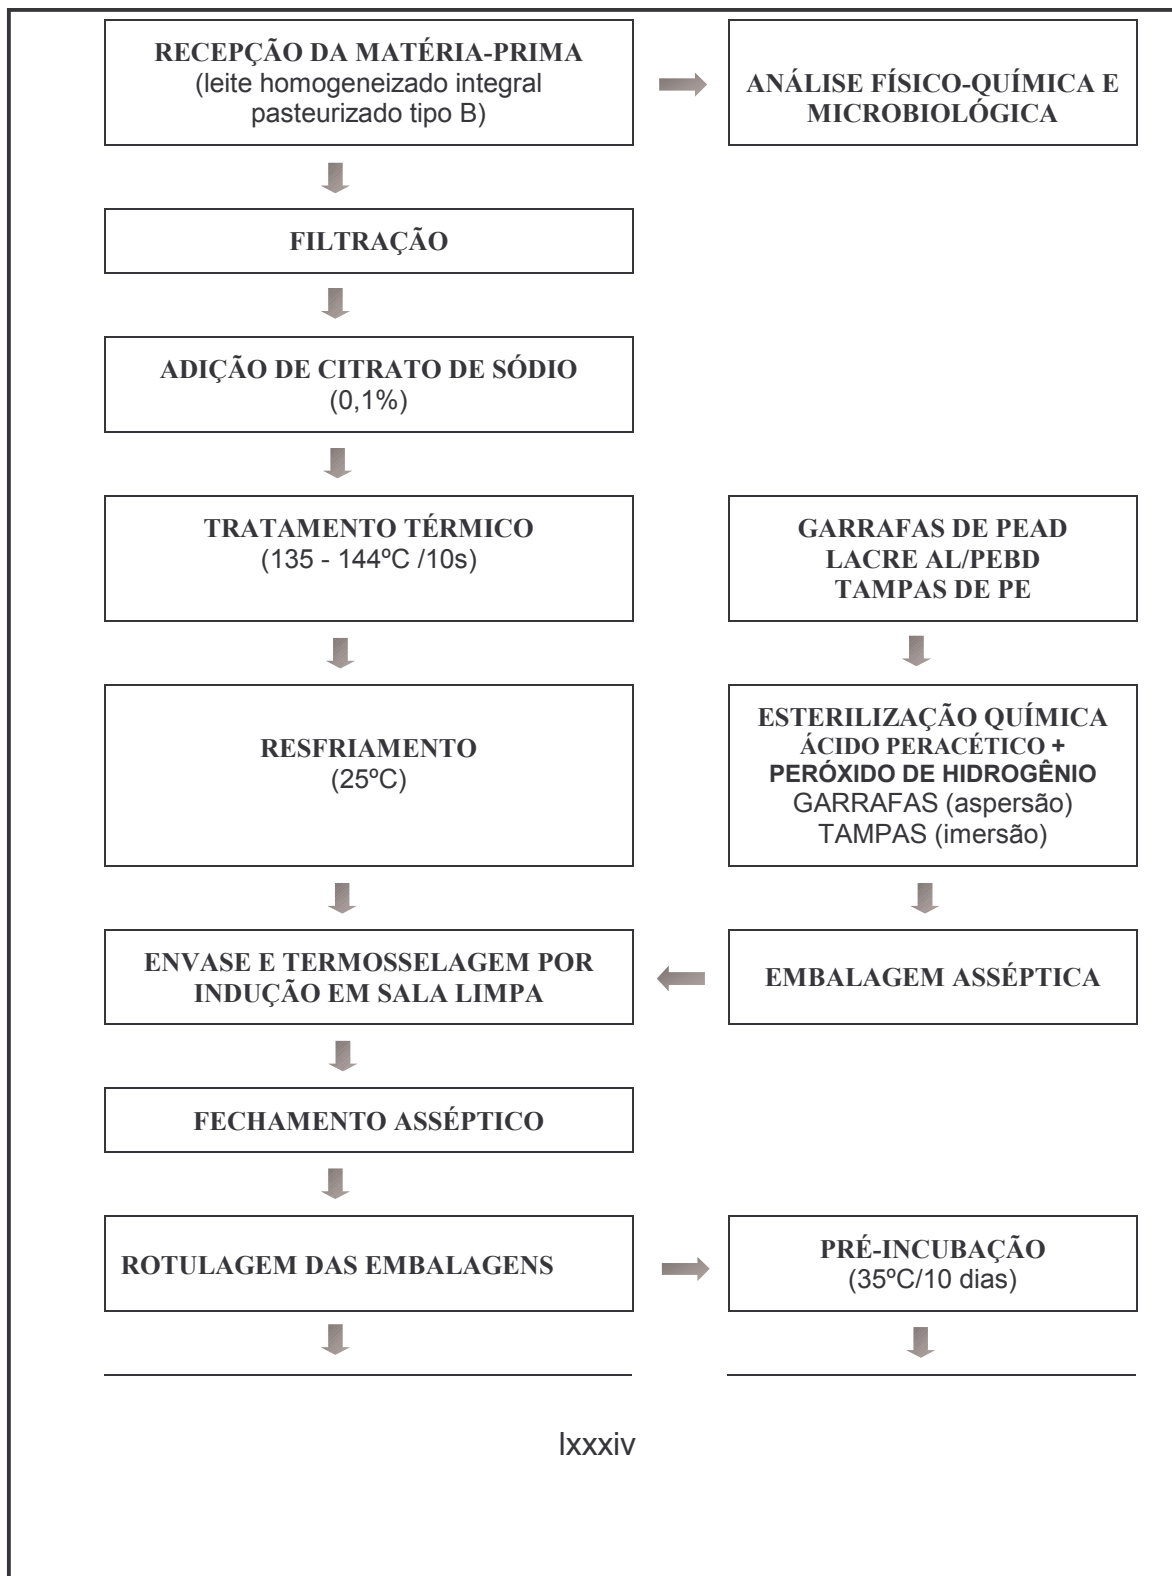 RECEPÇÃO DA MATÉRIA-PRIMA
(leite homogeneizado integral
pasteurizado tipo B)
ANÁLISE FÍSICO-QUÍMICA E
MICROBIOLÓGICA
FILTRAÇÃO
ADIÇÃO DE CITRATO DE SÓDIO
(0,1%)
TRATAMENTO TÉRMICO
(135 - 144ºC /10s)
GARRAFAS DE PEAD
LACRE AL/PEBD
TAMPAS DE PE
RESFRIAMENTO
(25ºC)
ESTERILIZAÇÃO QUÍMICA
ÁCIDO PERACÉTICO +
PERÓXIDO DE HIDROGÊNIO
GARRAFAS (aspersão)
TAMPAS (imersão)
ENVASE E TERMOSSELAGEM POR
INDUÇÃO EM SALA LIMPA
EMBALAGEM ASSÉPTICA
FECHAMENTO ASSÉPTICO
ROTULAGEM DAS EMBALAGENS
PRÉ-INCUBAÇÃO
(35ºC/10 dias)
lxxxiv